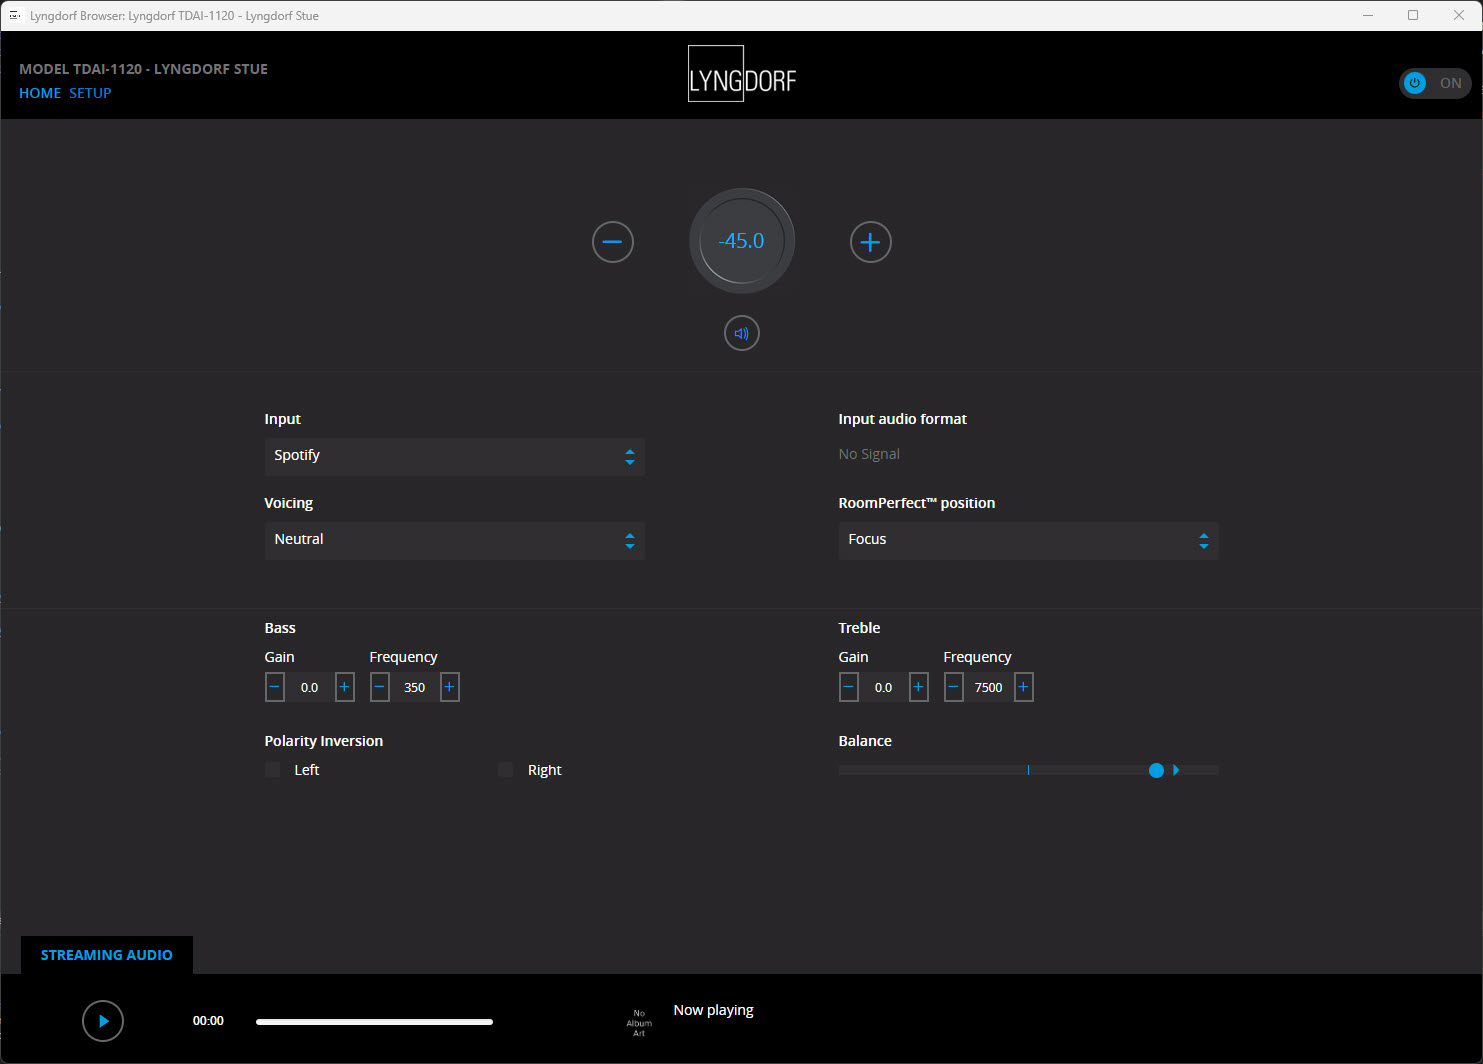 Lyngdorf Browser: Lyngdorf TDAI-1120 - Lyngdorf Stue
MODEL TDAI-1120 - LYNGDORF STUE
HOME SETUP
LYNGDORF
ON
-45.0
Input
Spotify
Input audio format
No Signal
Voicing
Neutral
RoomPerfect™ position
Focus
Bass
Gain Frequency
0.0 350
Treble
Gain Frequency
0.0 7500
Polarity Inversion
Left Right
Balance
STREAMING AUDIO
00:00
No
Album
Art
Now playing